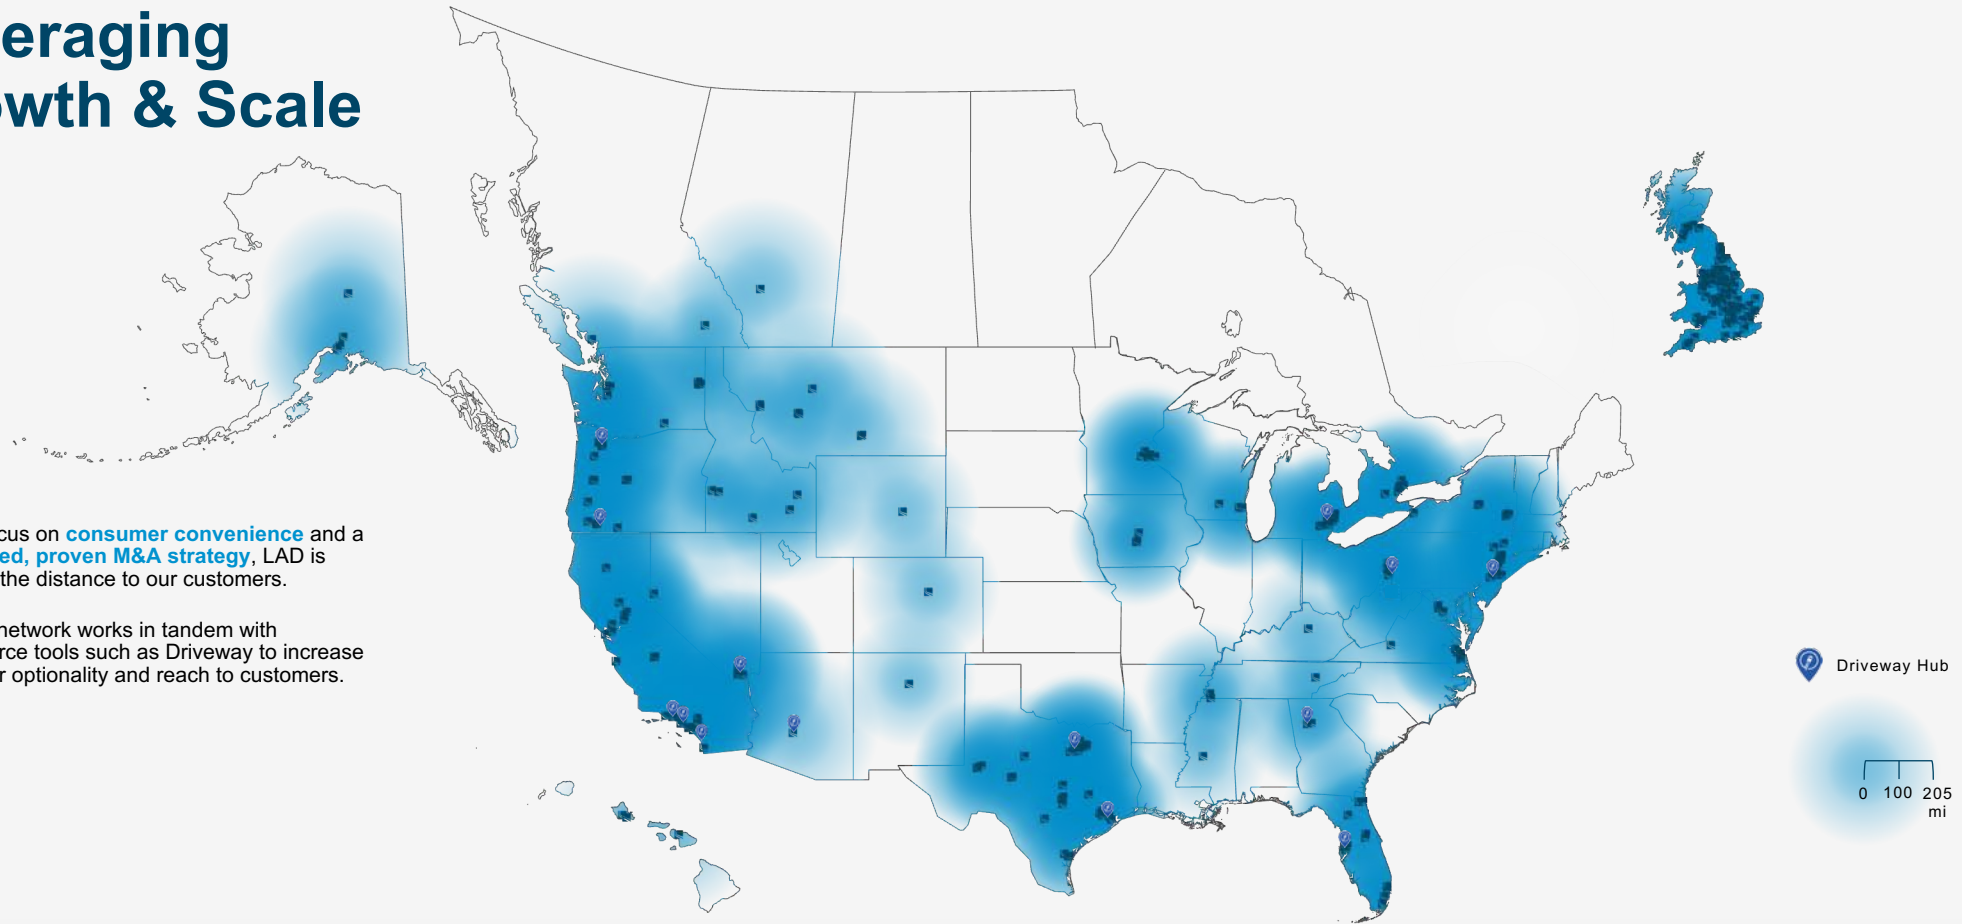 eraging
wth & Scale
cus on consumer convenience and a
ed, proven M&A strategy, LAD is
the distance to our customers.
network works in tandem with
rce tools such as Driveway to increase
r optionality and reach to customers.
Driveway Hub
0 100 205
mi